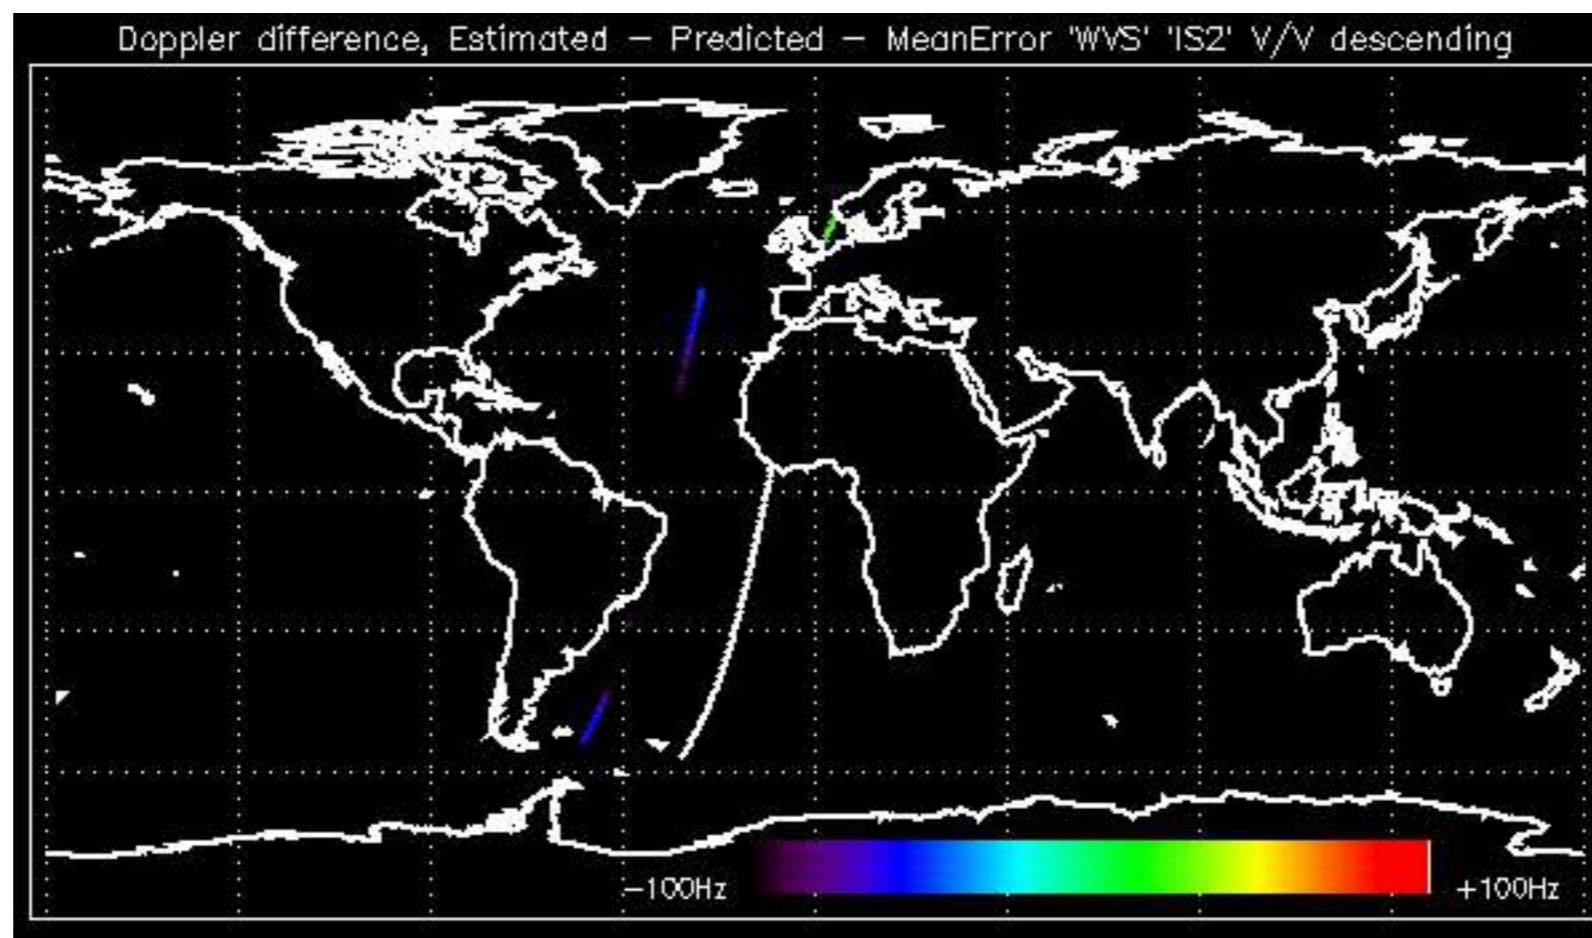 Doppler difference, Estimated – Predicted – MeanError 'WVS' 'IS2' V/V descending
–100Hz
+100Hz